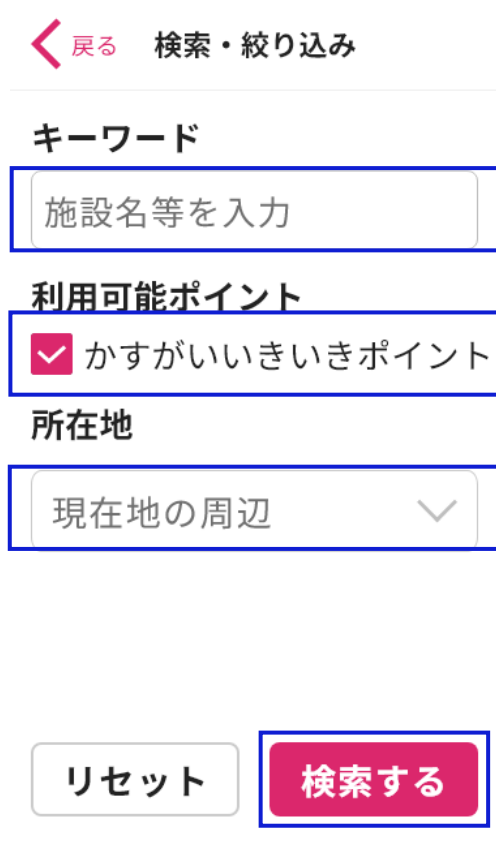 戻る 検索・絞り込み
キーワード
施設名等を入力
利用可能ポイント
かすがいいきいきポイント
所在地
現在地の周辺
リセット 検索する